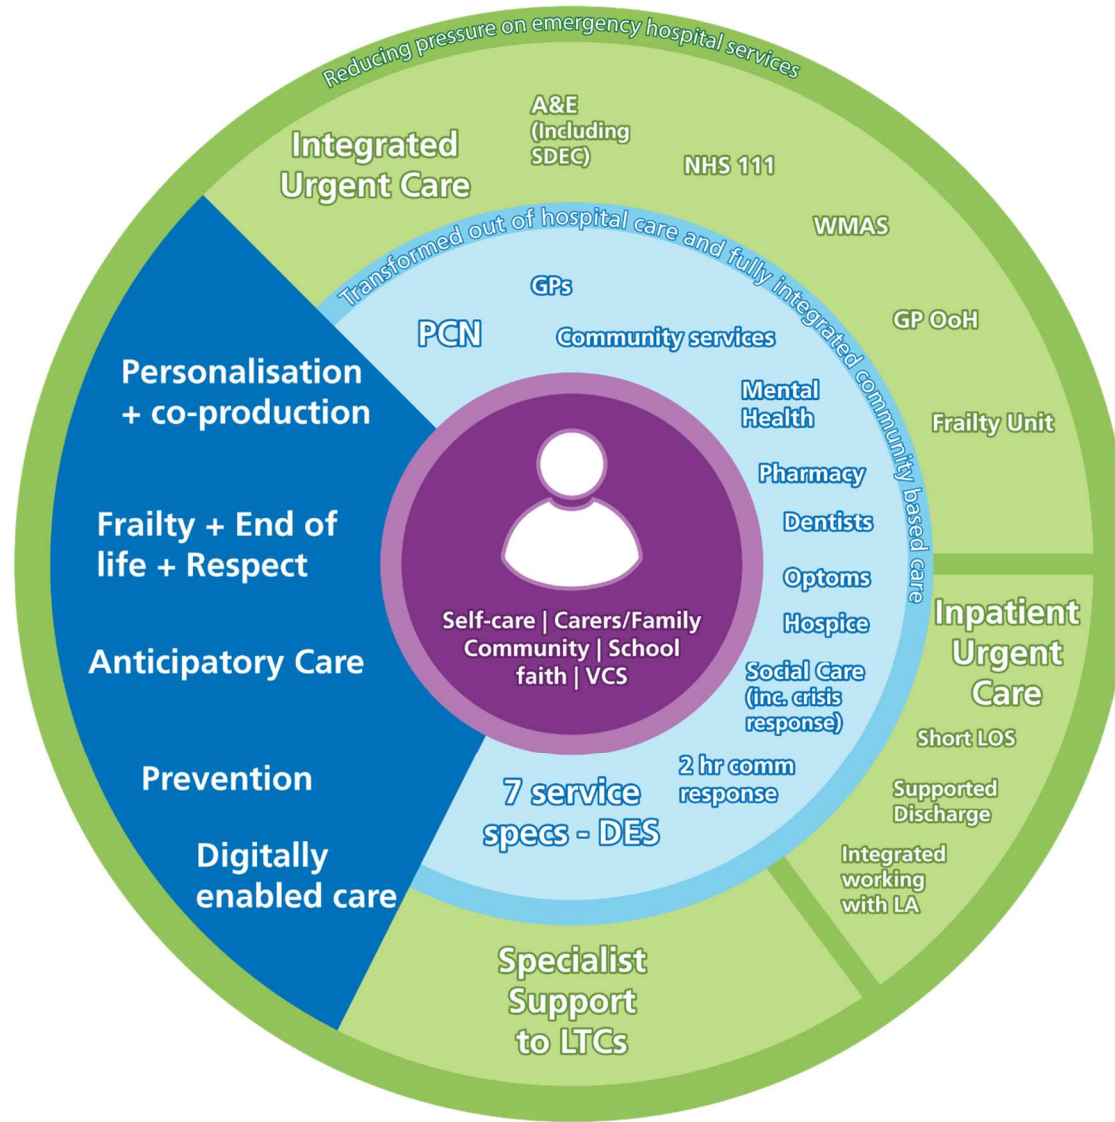 Reducing pressure on emergency hospital services
Integrated
Urgent Care
A&E
(Including
SDEC)
NHS 111
WMAS
GP OoH
Frailty Unit
Transformed out of hospital care and fully integrated community based care
GPs
PCN
Community services
Mental
Health
Pharmacy
Dentists
Optoms
Hospice
Social Care
(inc. crisis
response)
2 hr comm
response
7 service
specs - DES
Personalisation
+ co-production
Frailty + End of
life + Respect
Anticipatory Care
Prevention
Digitally
enabled care
Self-care | Carers/Family
Community | School
faith | VCS
Inpatient
Urgent
Care
Short LOS
Supported
Discharge
Integrated
working
with LA
Specialist
Support
to LTCs